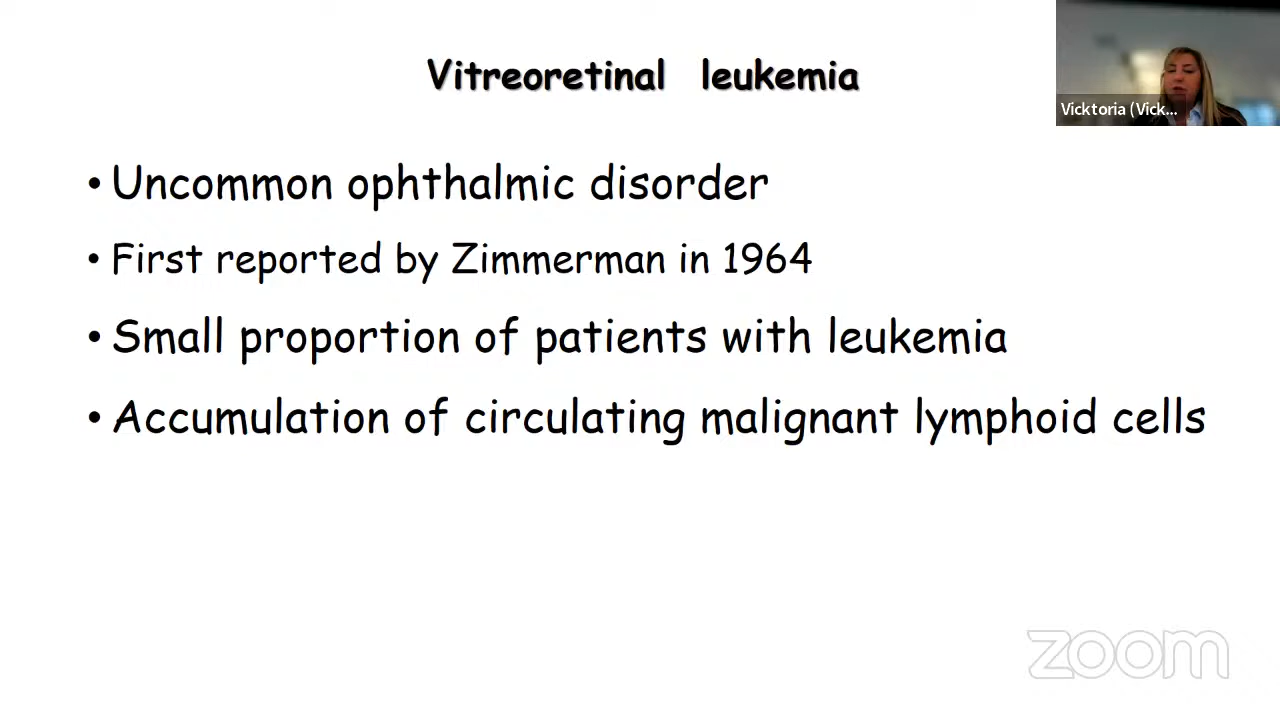 Vitreoretinal leukemia
Vicktoria (Vick...
• Uncommon ophthalmic disorder
• First reported by Zimmerman in 1964
• Small proportion of patients with leukemia
• Accumulation of circulating malignant lymphoid cells
zoom